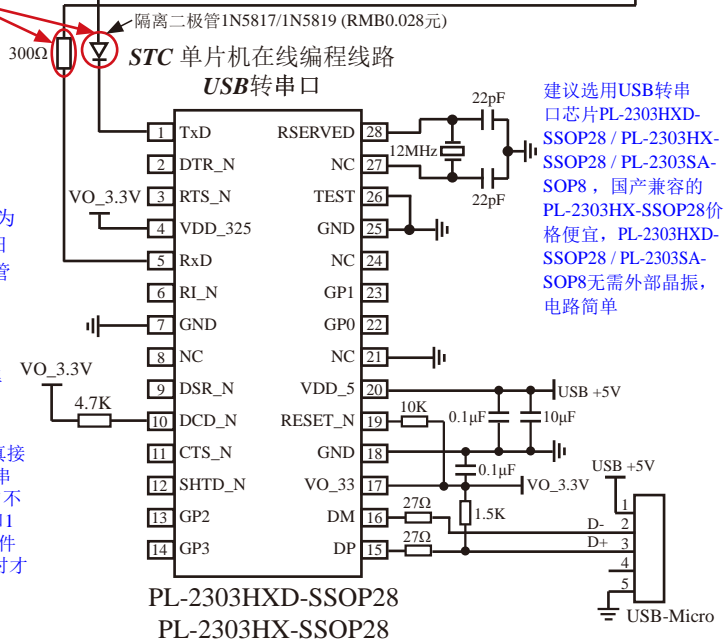 隔离二极管1N5817/1N5819 (RMB0.028元)
300Ω
STC 单片机在线编程线路
USB转串口
建议选用USB转串
口芯片PL-2303HXD-
SSOP28 / PL-2303HX-
SSOP28 / PL-2303SA-
SOP8 ，国产兼容的
PL-2303HX-SSOP28价
格便宜，PL-2303HXD-
SSOP28 / PL-2303SA-
SOP8无需外部晶振，
电路简单
22pF
12MHz
22pF
1 TxD RSERVED 28
2 DTR_N NC 27
VO_3.3V
3 RTS_N TEST 26
4 VDD_325 GND 25
5 RxD NC 24
6 RI_N GP1 23
7 GND GP0 22
8 NC NC 21
VO_3.3V
9 DSR_N VDD_5 20
USB +5V
4.7K
10 DCD_N RESET_N 19
10K
0.1μF
10μF
11 CTS_N GND 18
0.1μF
12 SHTD_N VO_33 17
VO_3.3V
13 GP2 DM 16
27Ω
1.5K
14 GP3 DP 15
27Ω
USB +5V
1
D- 2
D+ 3
4
5
USB-Micro
为
管
接
串
不
件
时才
PL-2303HXD-SSOP28
PL-2303HX-SSOP28